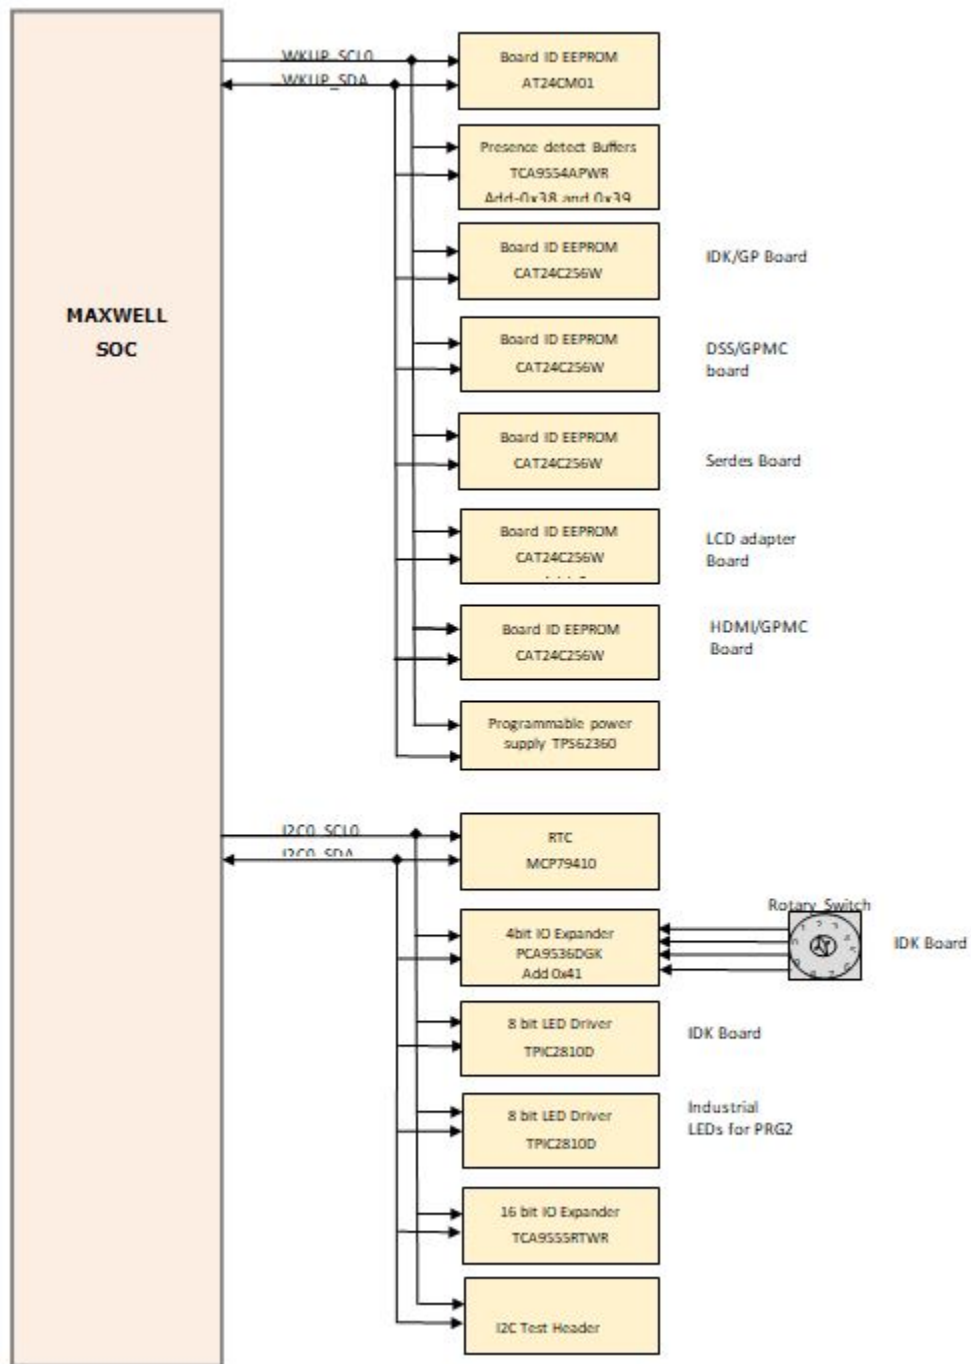 MAXWELL
SOC
WKUP_SCL0
WKUP_SDA
Board ID EEPROM
AT24CM01
Presence detect Buffers
TCA9554APWR
Add-0x38 and 0x39
Board ID EEPROM
CAT24C256W
IDK/GP Board
Board ID EEPROM
CAT24C256W
DSS/GPMC
board
Board ID EEPROM
CAT24C256W
Serdes Board
Board ID EEPROM
CAT24C256W
LCD adapter
Board
Board ID EEPROM
CAT24C256W
HDMI/GPMC
Board
Programmable power
supply TPS62360
I2C0_SCL0
I2C0_SDA
RTC
MCP79410
4bit IO Expander
PCA9536DGK
Add 0x41
Rotary Switch
IDK Board
8 bit LED Driver
TPIC2810D
IDK Board
8 bit LED Driver
TPIC2810D
Industrial
LEDs for PRG2
16 bit IO Expander
TCA9555RTWR
I2C Test Header